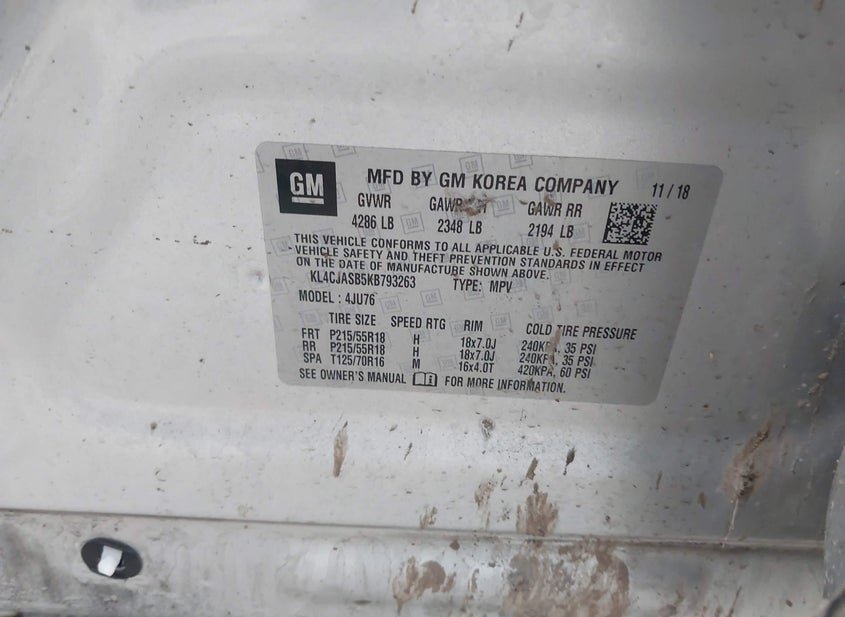 GM MFD BY GM KOREA COMPANY 11/18
GVWR GAWR GAWR RR
4286 LB 2348 LB 2194 LB
THIS VEHICLE CONFORMS TO ALL APPLICABLE U.S. FEDERAL MOTOR
VEHICLE SAFETY AND THEFT PREVENTION STANDARDS IN EFFECT
ON THE DATE OF MANUFACTURE SHOWN ABOVE.
KL4CJASB5KB793263 TYPE: MPV
MODEL: 4JU76
TIRE SIZE SPEED RTG RIM COLD TIRE PRESSURE
FRT P215/55R18 H 18x7.0J 240KPA, 35 PSI
RR P215/55R18 H 18x7.0J 240KPA, 35 PSI
SPA T125/70R16 M 16x4.0T 420KPA, 60 PSI
SEE OWNER'S MANUAL FOR MORE INFORMATION.